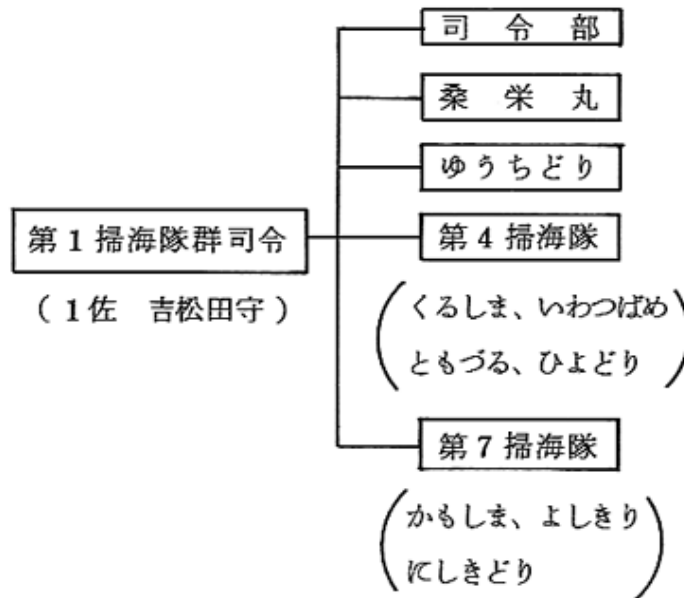 司令部
桑栄丸
ゆうちどり
第1掃海隊群司令
(1佐 吉松田守)
第4掃海隊
(くるしま、いわつばめ
ともづる、ひよどり)
第7掃海隊
(かもしま、よしきり
にしきどり)